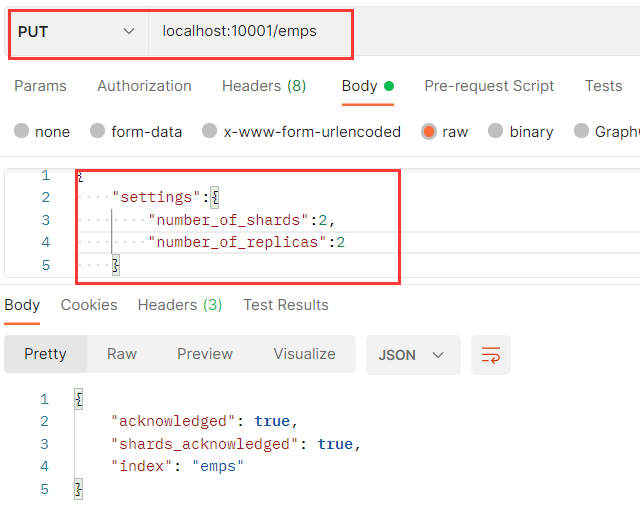 PUT localhost:10001/emps
Params Authorization Headers (8) Body Pre-request Script Tests
none form-data x-www-form-urlencoded raw binary Graph
1 {
2 "settings":{
3 "number_of_shards":2,
4 "number_of_replicas":2
5 }
Body Cookies Headers (3) Test Results
Pretty Raw Preview Visualize JSON
1 {
2 "acknowledged": true,
3 "shards_acknowledged": true,
4 "index": "emps"
5 }